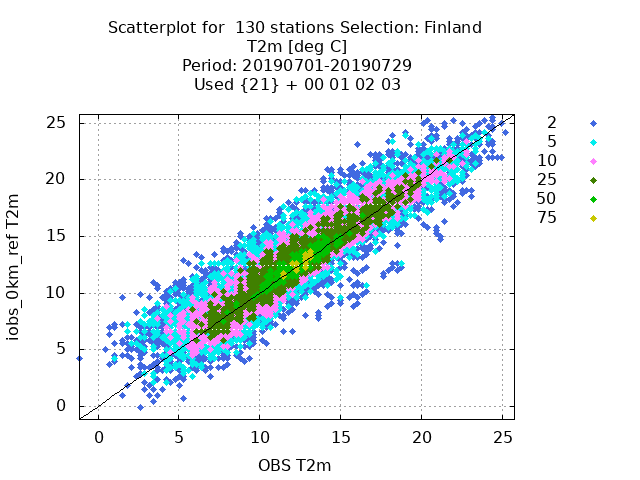 Scatterplot for  130 stations Selection: Finland
T2m [deg C]
Period: 20190701-20190729
Used {21} + 00 01 02 03
25
20
15
10
5
0
0 5 10 15 20 25
iobs_0km_ref T2m
OBS T2m
2
5
10
25
50
75